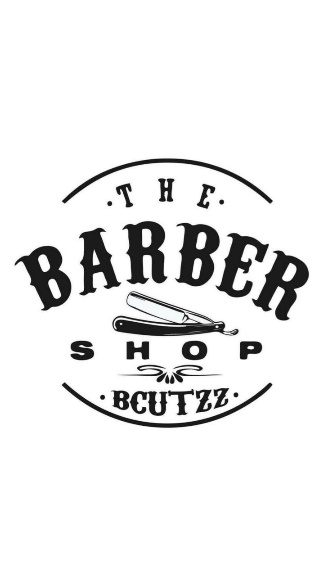 · THE ·
BARBER
SHOP
· BCUTZZ ·